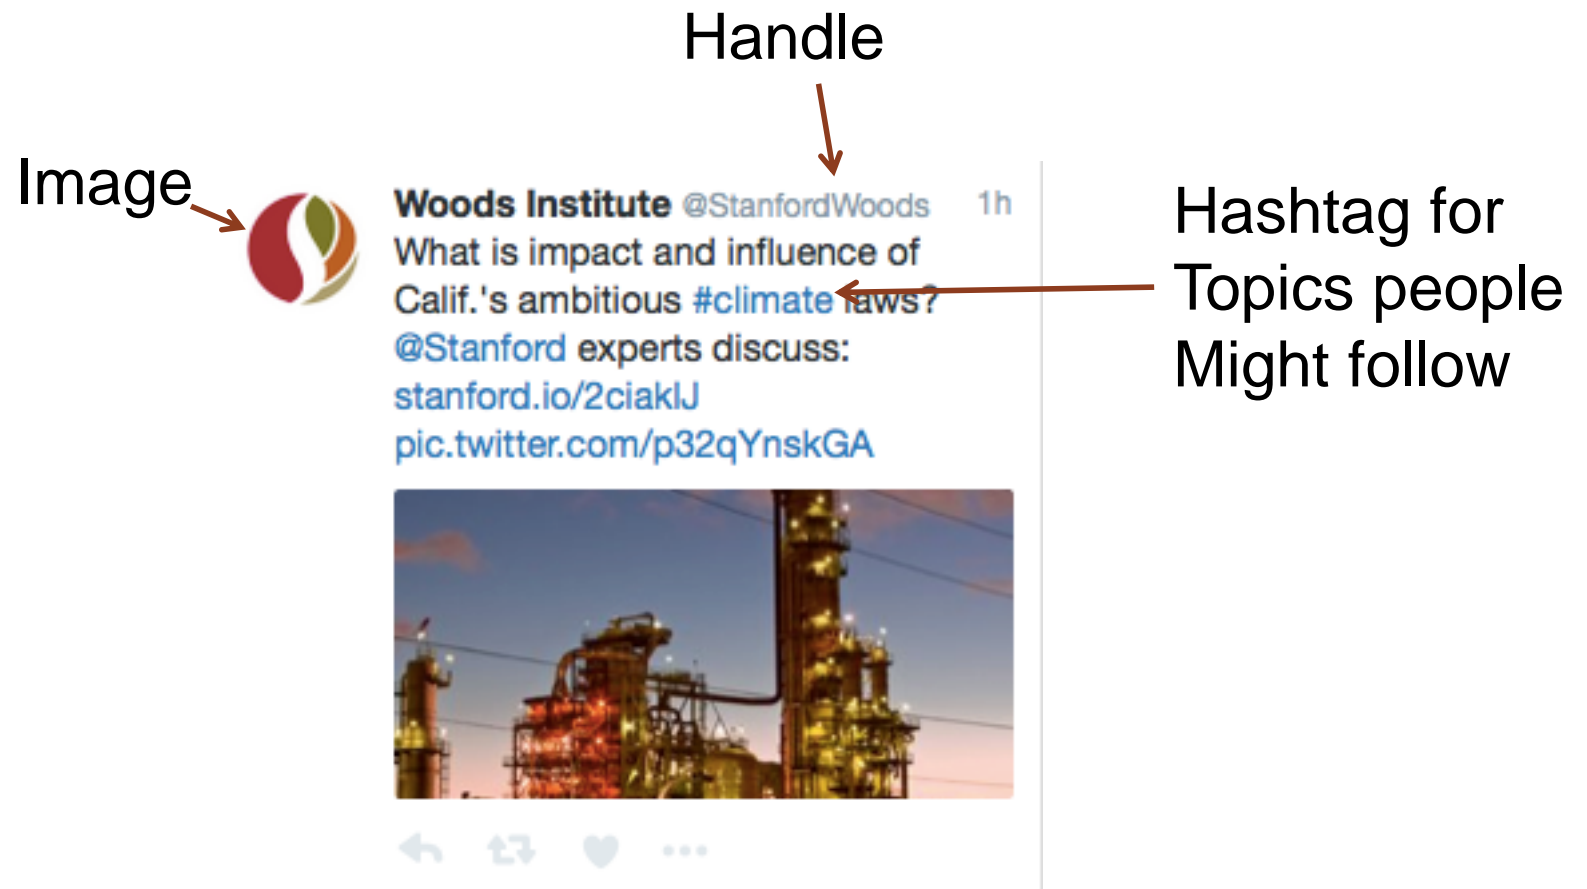 Handle
Image
Woods Institute @StanfordWoods 1h
What is impact and influence of
Calif.'s ambitious #climate laws?
@Stanford experts discuss:
stanford.io/2ciaklJ
pic.twitter.com/p32qYnskGA
Hashtag for
Topics people
Might follow